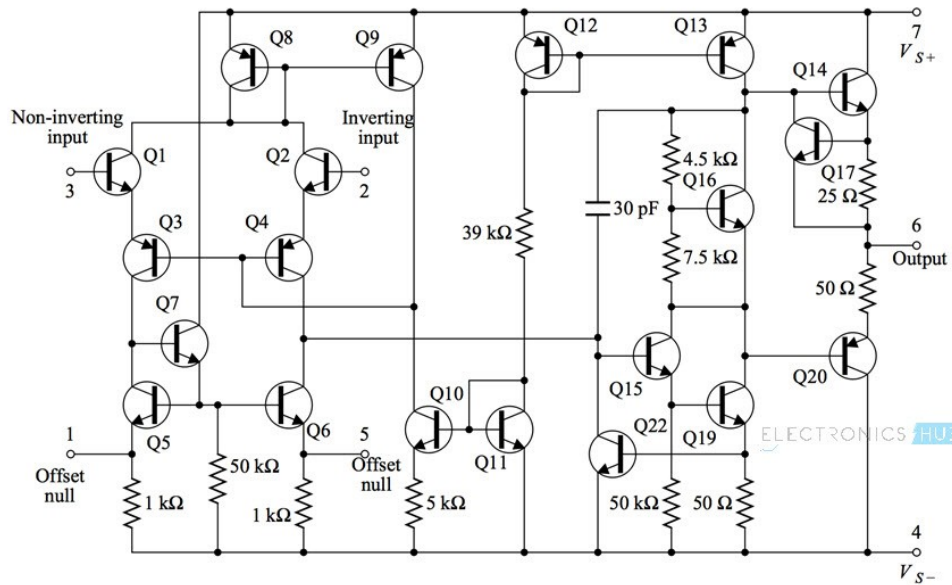 Q8
Q9
Q12
Q13
7
V S+
Q14
Non-inverting
input
Inverting
input
Q1
Q2
3
2
4.5 kΩ
Q16
Q17
25 Ω
30 pF
6
Output
Q3
Q4
39 kΩ
7.5 kΩ
50 Ω
Q7
Q15
Q20
Q10
Q22
Q19
1
Q5
Q6
5
Q11
ELECTRONICS HUB
Offset
null
50 kΩ
Offset
null
1 kΩ
1 kΩ
5 kΩ
50 kΩ
50 Ω
4
V S−